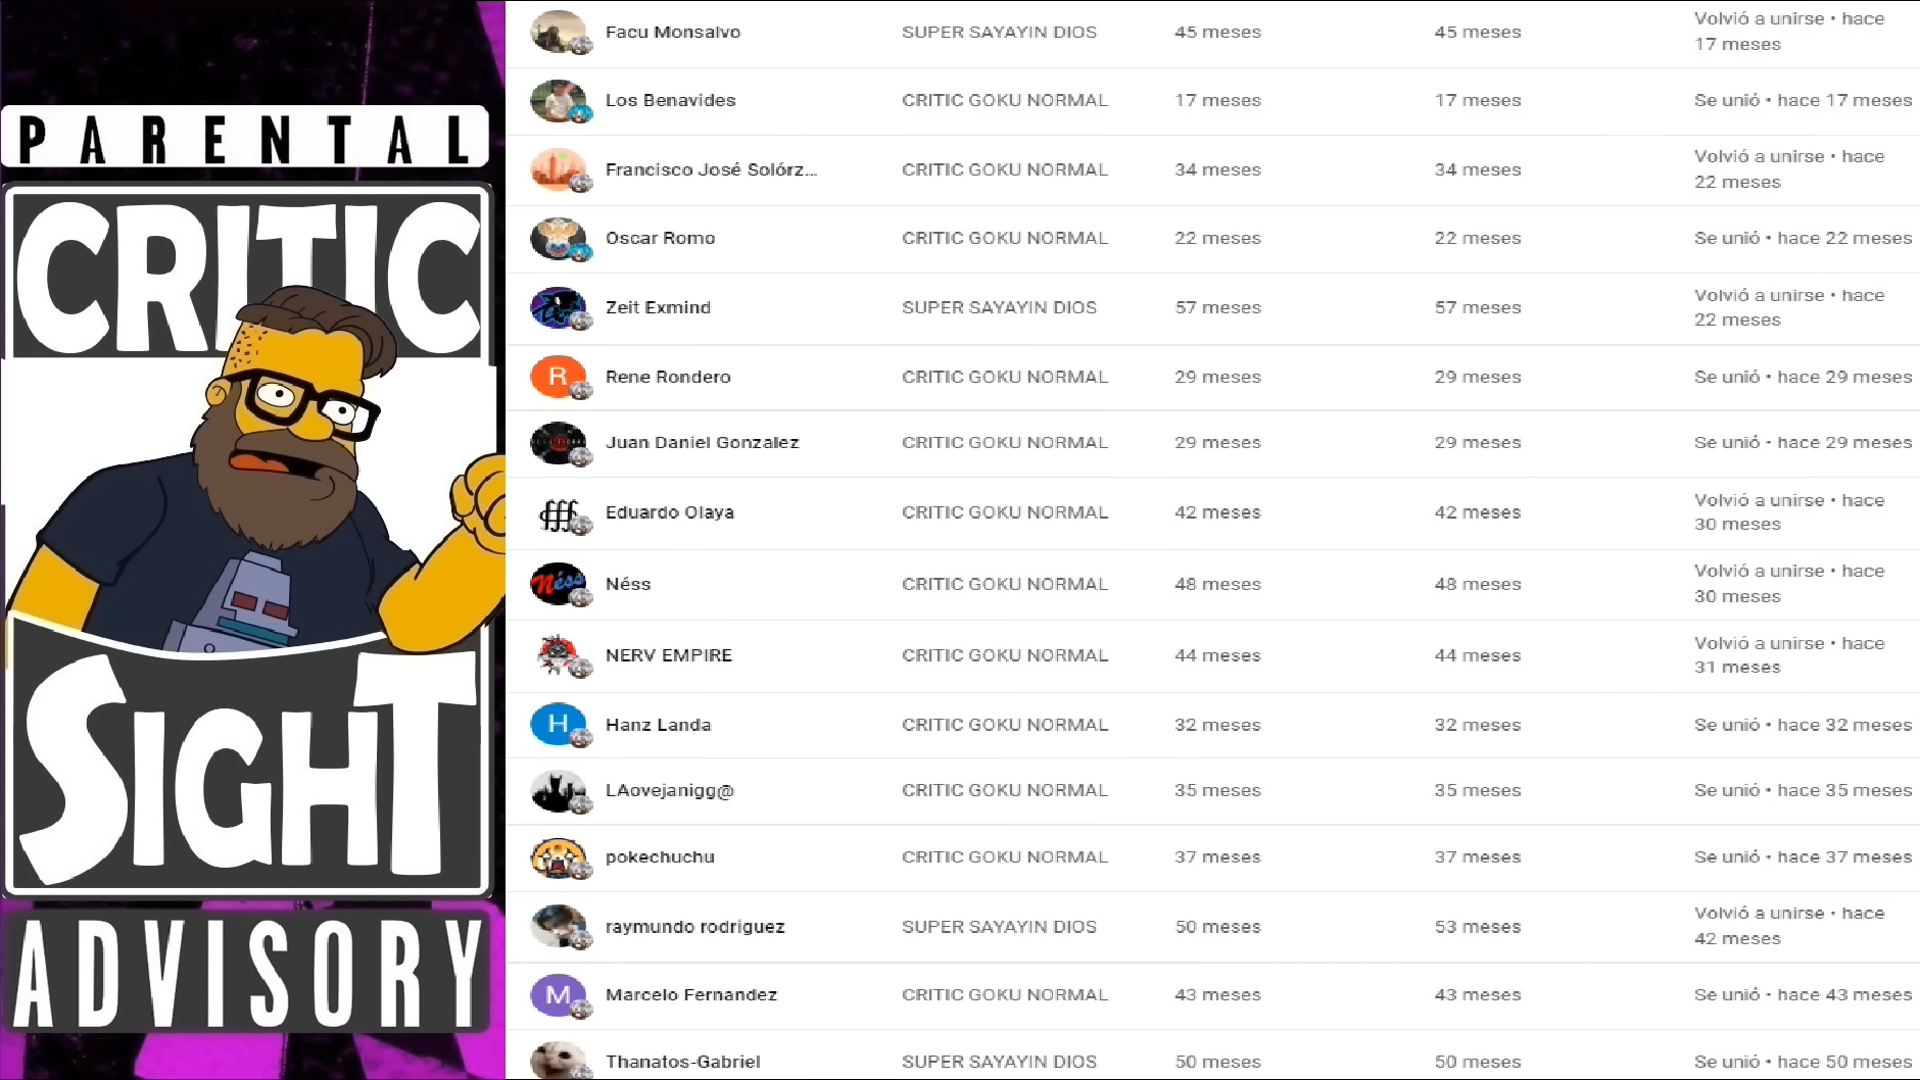 PARENTAL
CRITIC
SIGHT
ADVISORY
Facu Monsalvo SUPER SAYAYIN DIOS 45 meses 45 meses Volvió a unirse • hace
17 meses
Los Benavides CRITIC GOKU NORMAL 17 meses 17 meses Se unió • hace 17 meses
Francisco José Solórz... CRITIC GOKU NORMAL 34 meses 34 meses Volvió a unirse • hace
22 meses
Oscar Romo CRITIC GOKU NORMAL 22 meses 22 meses Se unió • hace 22 meses
Zeit Exmind SUPER SAYAYIN DIOS 57 meses 57 meses Volvió a unirse • hace
22 meses
R Rene Rondero CRITIC GOKU NORMAL 29 meses 29 meses Se unió • hace 29 meses
Juan Daniel Gonzalez CRITIC GOKU NORMAL 29 meses 29 meses Se unió • hace 29 meses
Eduardo Olaya CRITIC GOKU NORMAL 42 meses 42 meses Volvió a unirse • hace
30 meses
Néss Néss CRITIC GOKU NORMAL 48 meses 48 meses Volvió a unirse • hace
30 meses
NERV EMPIRE CRITIC GOKU NORMAL 44 meses 44 meses Volvió a unirse • hace
31 meses
H Hanz Landa CRITIC GOKU NORMAL 32 meses 32 meses Se unió • hace 32 meses
LAovejanigg@ CRITIC GOKU NORMAL 35 meses 35 meses Se unió • hace 35 meses
pokechuchu CRITIC GOKU NORMAL 37 meses 37 meses Se unió • hace 37 meses
raymundo rodriguez SUPER SAYAYIN DIOS 50 meses 53 meses Volvió a unirse • hace
42 meses
M Marcelo Fernandez CRITIC GOKU NORMAL 43 meses 43 meses Se unió • hace 43 meses
Thanatos-Gabriel SUPER SAYAYIN DIOS 50 meses 50 meses Se unió • hace 50 meses